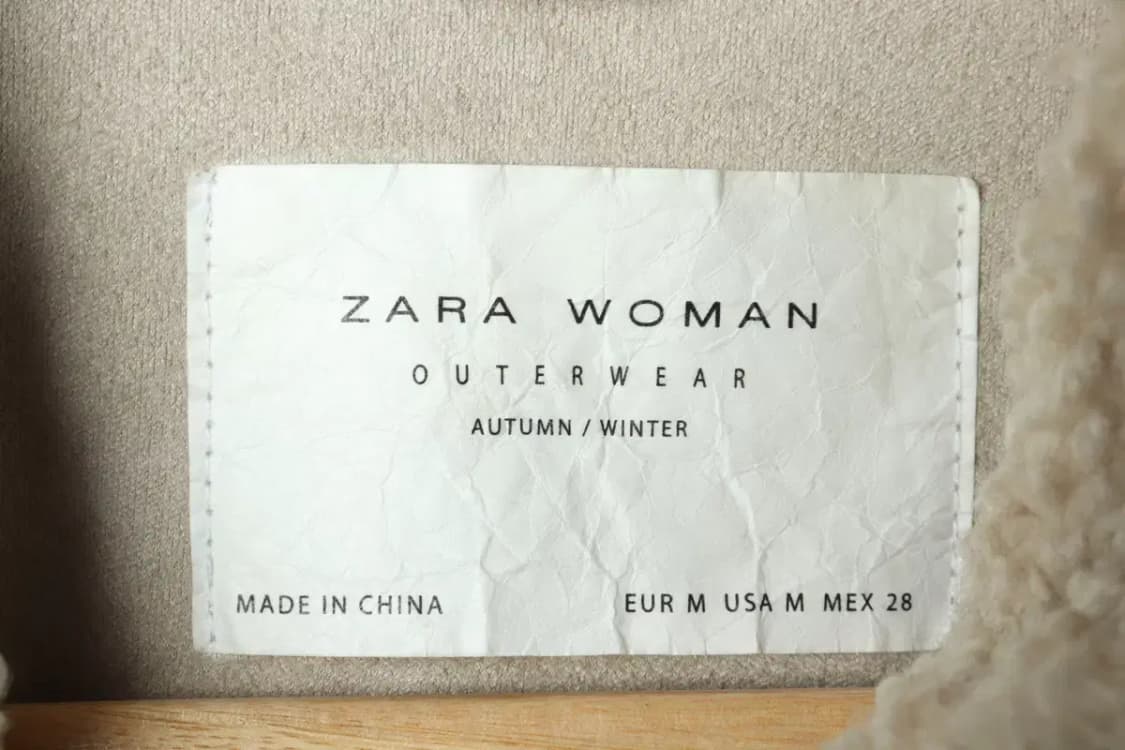 ZARA WOMAN
OUTERWEAR
AUTUMN / WINTER
MADE IN CHINA
EUR M USA M MEX 28